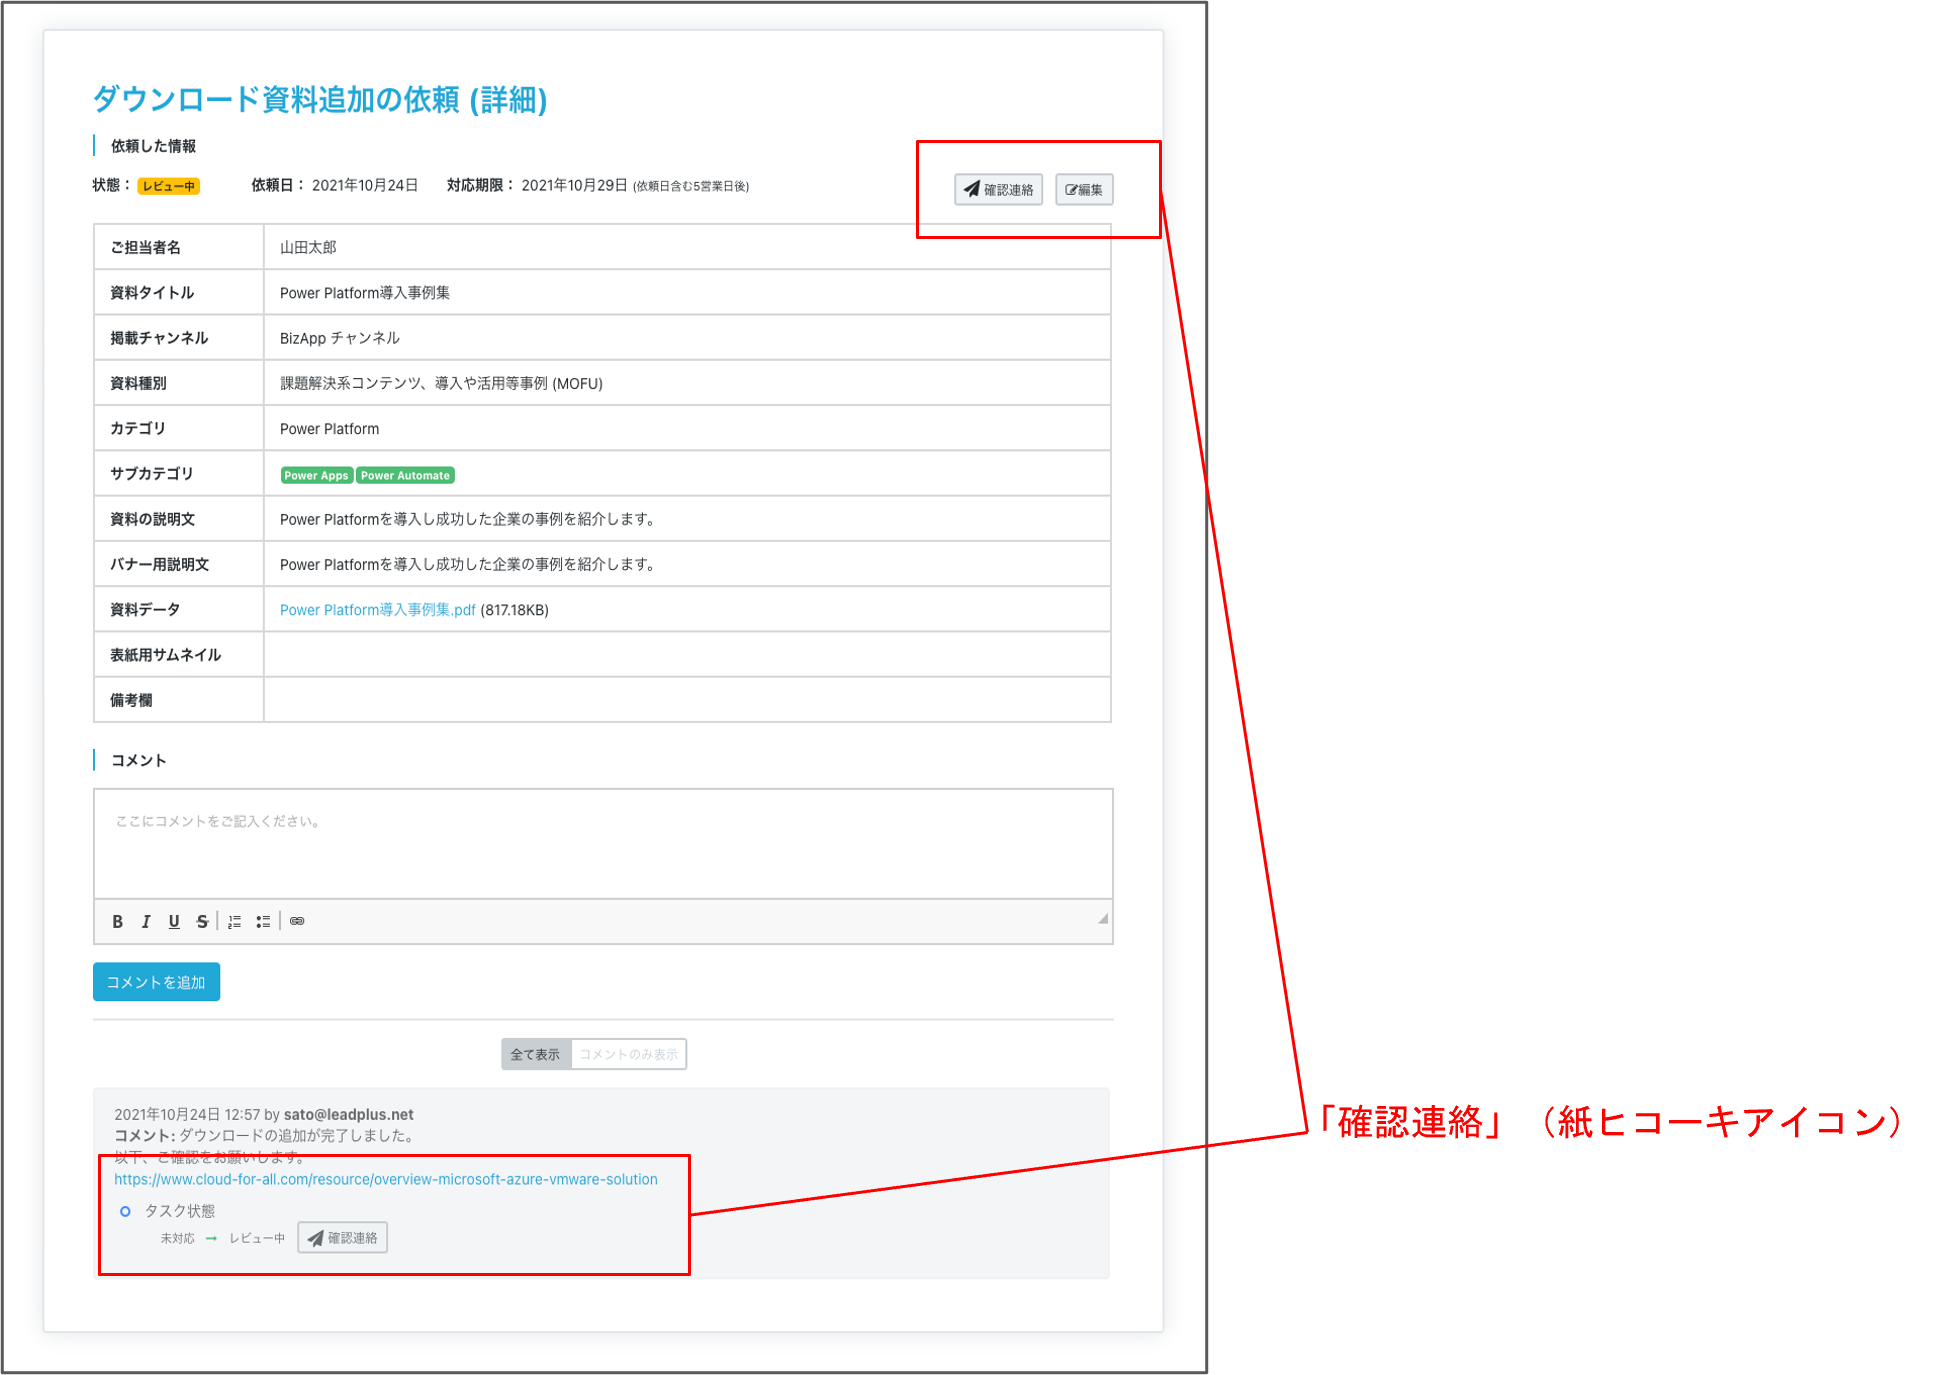 ダウンロード資料追加の依頼 (詳細)
依頼した情報
状態： レビュー中 依頼日： 2021年10月24日 対応期限： 2021年10月29日 (依頼日含む5営業日後) 確認連絡 編集
ご担当者名 山田太郎
資料タイトル Power Platform導入事例集
掲載チャンネル BizApp チャンネル
資料種別 課題解決系コンテンツ、導入や活用等事例 (MOFU)
カテゴリ Power Platform
サブカテゴリ Power Apps Power Automate
資料の説明文 Power Platformを導入し成功した企業の事例を紹介します。
バナー用説明文 Power Platformを導入し成功した企業の事例を紹介します。
資料データ Power Platform導入事例集.pdf (817.18KB)
表紙用サムネイル
備考欄
コメント
ここにコメントをご記入ください。
B I U S
コメントを追加
全て表示 コメントのみ表示
2021年10月24日 12:57 by sato@leadplus.net
コメント: ダウンロードの追加が完了しました。
以下、ご確認をお願いします。
https://www.cloud-for-all.com/resource/overview-microsoft-azure-vmware-solution
タスク状態
未対応 → レビュー中 確認連絡
「確認連絡」（紙ヒコーキアイコン）